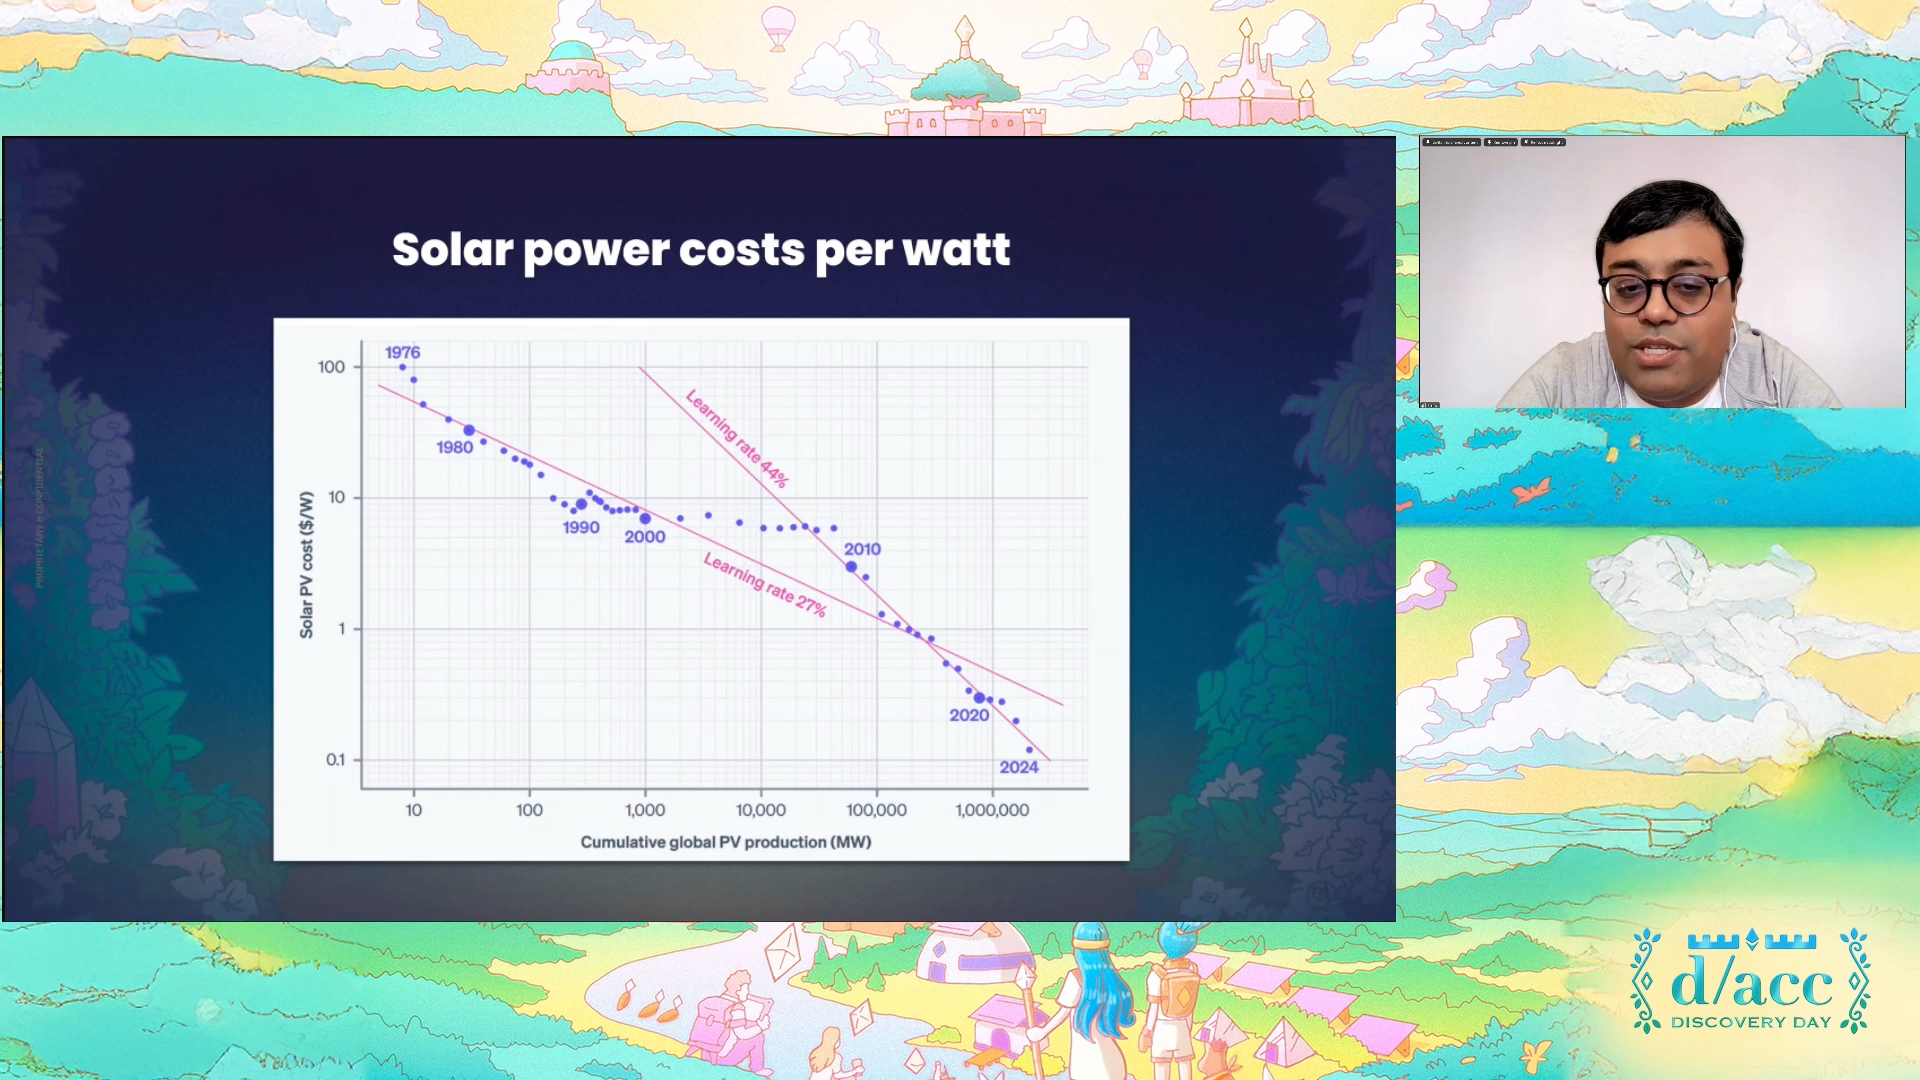 Solar power costs per watt
1976
100
Learning rate 44%
1980
10
1990
2000
2010
Learning rate 27%
Solar PV cost ($/W)
1
2020
0.1
2024
10
100
1,000
10,000
100,000
1,000,000
Cumulative global PV production (MW)
PROPRIETARY & CONFIDENTIAL
d/acc
DISCOVERY DAY